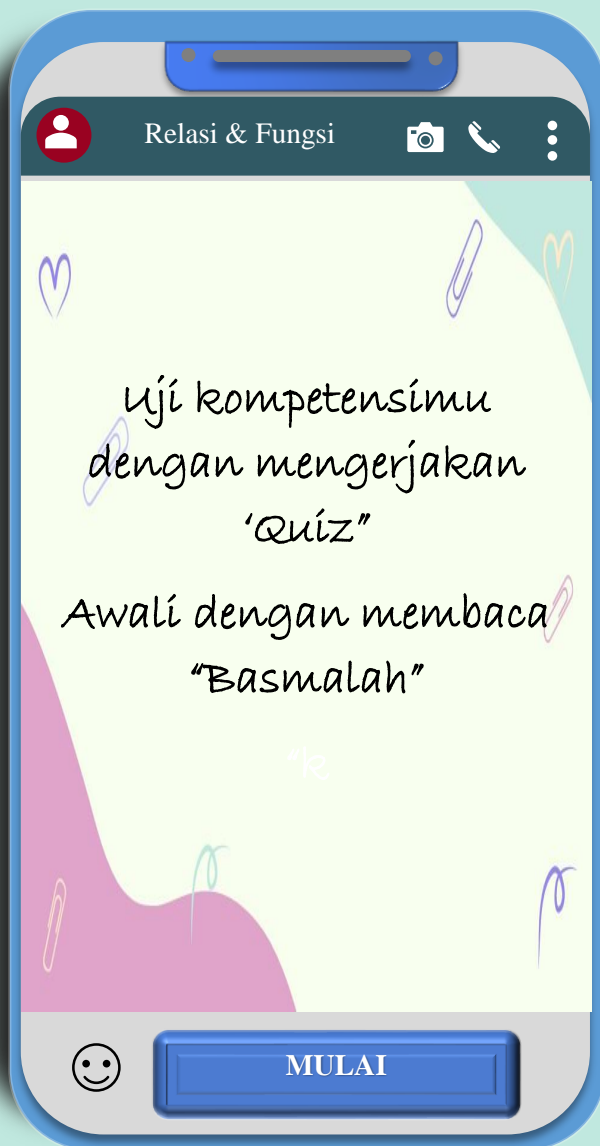 Relasi & Fungsi
Uji kompetensimu
dengan mengerjakan
‘Quiz”
Awali dengan membaca
“Basmalah”
“k
MULAI